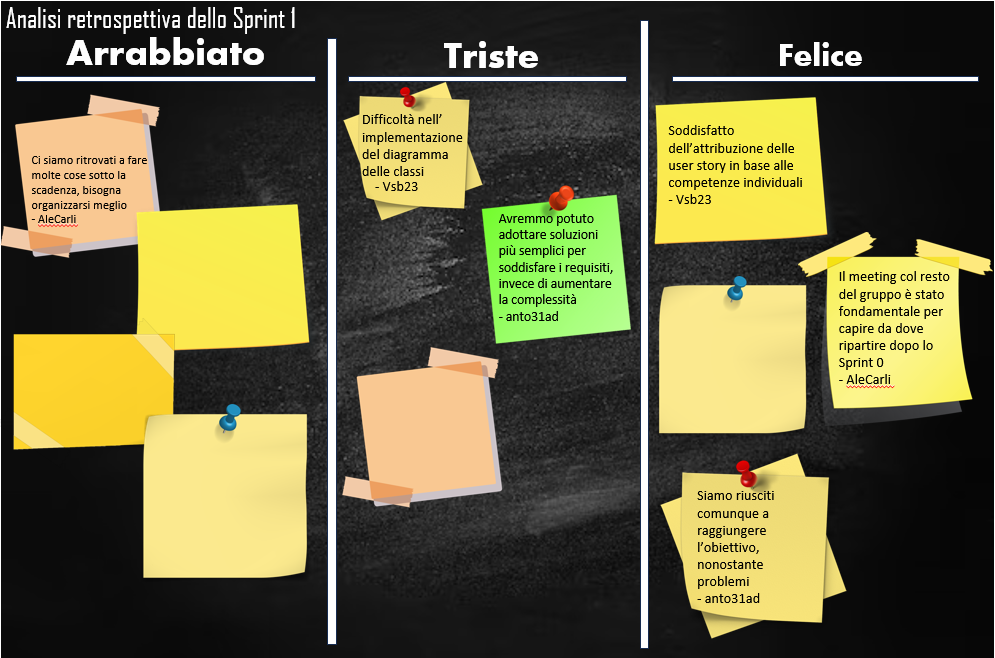 Analisi retrospettiva dello Sprint 1
Arrabbiato
Ci siamo ritrovati a fare
molte cose sotto la
scadenza, bisogna
organizzarsi meglio
- AleCarli
Triste
Difficoltà nell’
implementazione
del diagramma
delle classi
- Vsb23
Avremmo potuto
adottare soluzioni
più semplici per
soddisfare i requisiti,
invece di aumentare
la complessità
- anto31ad
Felice
Soddisfatto
dell’attribuzione delle
user story in base alle
competenze individuali
- Vsb23
Il meeting col resto
del gruppo è stato
fondamentale per
capire da dove
ripartire dopo lo
Sprint 0
- AleCarli
Siamo riusciti
comunque a
raggiungere
l’obiettivo,
nonostante
problemi
- anto31ad